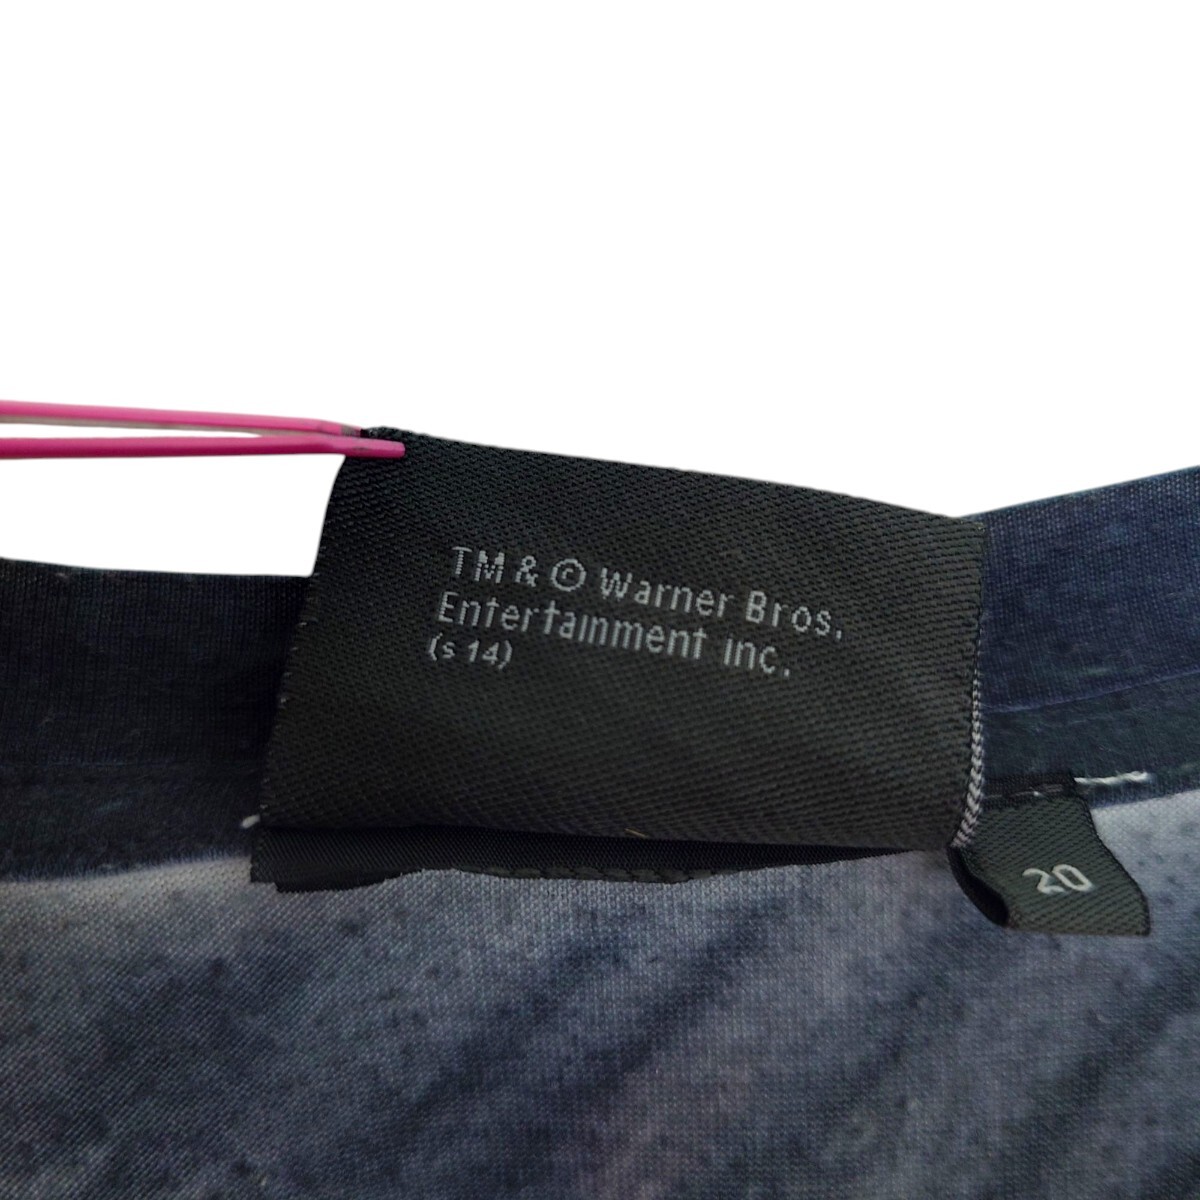 TM & © Warner Bros.
Entertainment Inc.
(s 14)
20